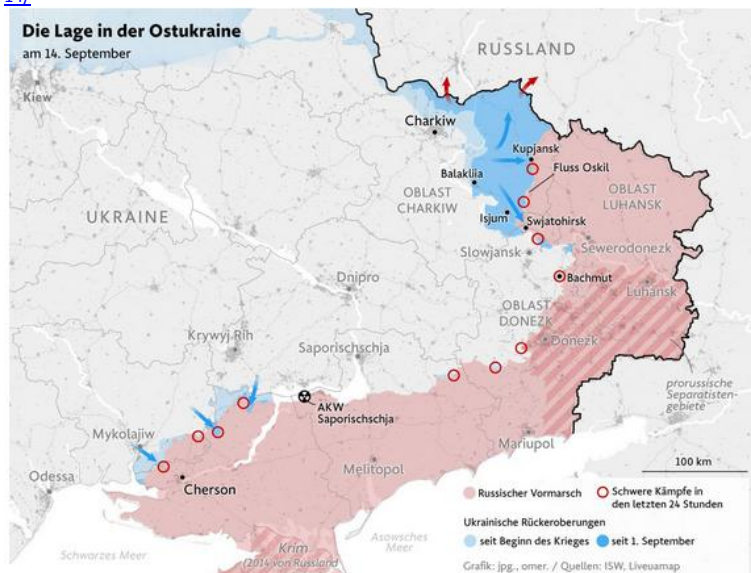 14)
Die Lage in der Ostukraine
am 14. September
RUSSLAND
Kiew
Charkiw
Kupjansk
Balaklija
Fluss Oskil
OBLAST
CHARKIW
OBLAST
LUHANSK
UKRAINE
Isjum
Swjatohirsk
Sewerodonezk
Slowjansk
Dnipro
Bachmut
Luhansk
OBLAST
DONEZK
Krywyj Rih
Saporischschja
Donezk
AKW
Saporischschja
prorussische
Separatisten-
gebiete
Mykolajiw
Mariupol
Melitopol
100 km
Odessa
Cherson
Russischer Vormarsch
Schwere Kämpfe in
den letzten 24 Stunden
Ukrainische Rückeroberungen
seit Beginn des Krieges
seit 1. September
Asowsches
Meer
Schwarzes Meer
Krim
(2014 von Russland
Grafik: jpg., omer. / Quellen: ISW, Liveuamap